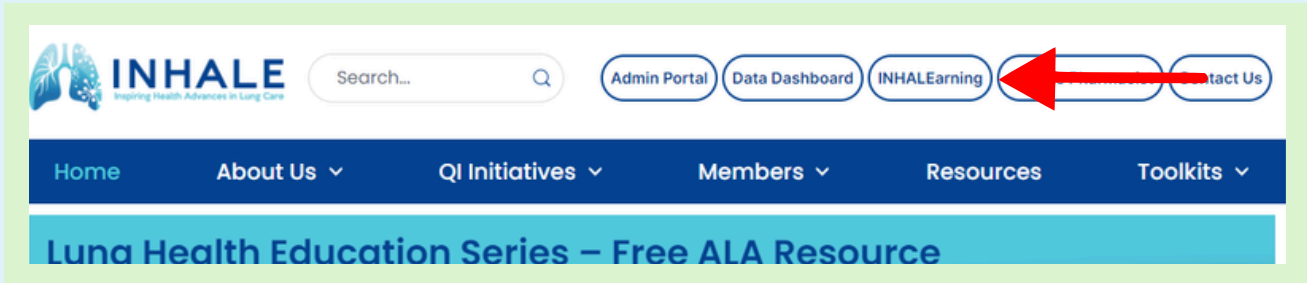 INHALE
Inspiring Health Advances in Lung Care
Search...
Admin Portal
Data Dashboard
INHALEarning
Contact Us
Home
About Us
QI Initiatives
Members
Resources
Toolkits
Lung Health Education Series – Free ALA Resource